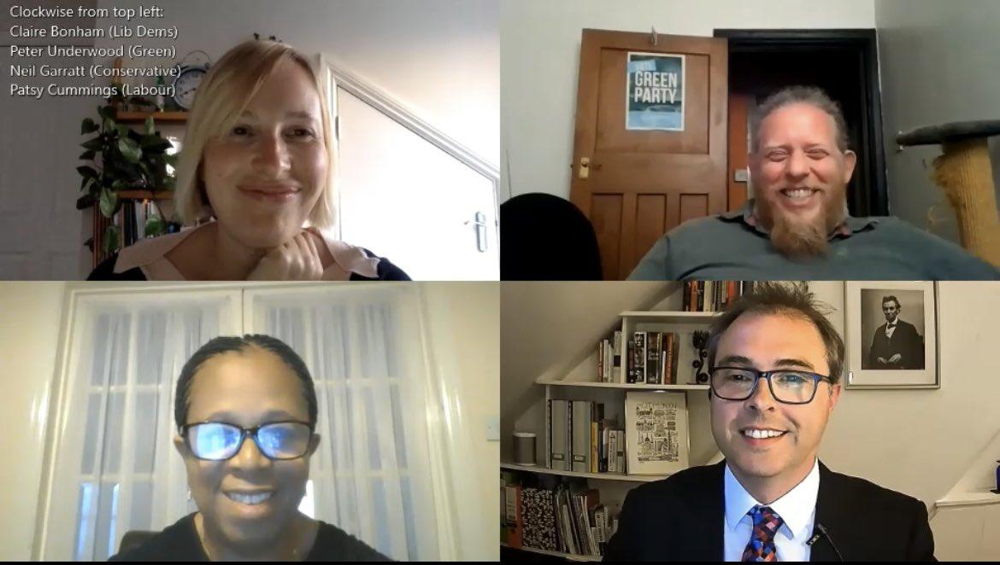 Clockwise from top left:
Claire Bonham (Lib Dems)
Peter Underwood (Green)
Neil Garratt (Conservative)
Patsy Cummings (Labour)
VOTE
GREEN
PARTY